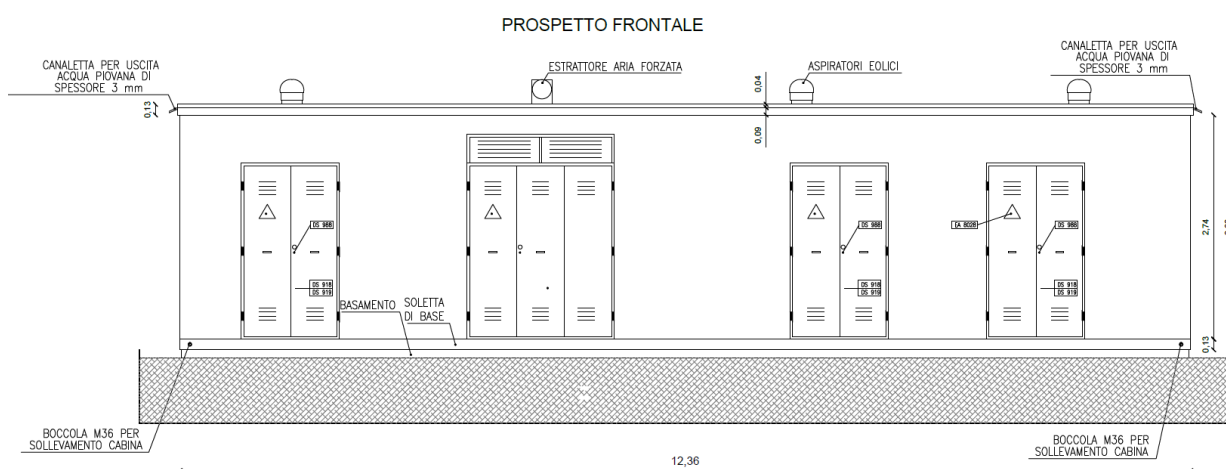 PROSPETTO FRONTALE
CANALETTA PER USCITA
ACQUA PIOVANA DI
SPESSORE 3 mm
ESTRATTORE ARIA FORZATA
ASPIRATORI EOLICI
CANALETTA PER USCITA
ACQUA PIOVANA DI
SPESSORE 3 mm
0,04
0,13
0,09
DS 988
DS 988
DA 8026
DS 988
2,74
DS 918
DS 919
DS 918
DS 919
DS 918
DS 919
BASAMENTO
SOLETTA
DI BASE
0,13
BOCCOLA M36 PER
SOLLEVAMENTO CABINA
BOCCOLA M36 PER
SOLLEVAMENTO CABINA
12,36